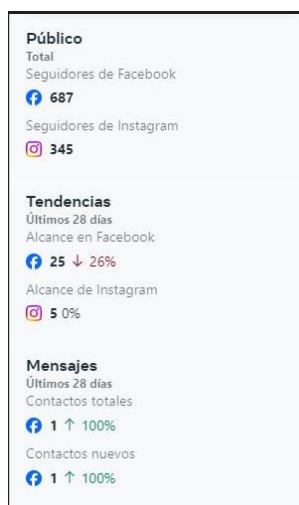 Público
Total
Seguidores de Facebook
687
Seguidores de Instagram
345
Tendencias
Últimos 28 días
Alcance en Facebook
25 ↓ 26%
Alcance de Instagram
5 0%
Mensajes
Últimos 28 días
Contactos totales
1 ↑ 100%
Contactos nuevos
1 ↑ 100%